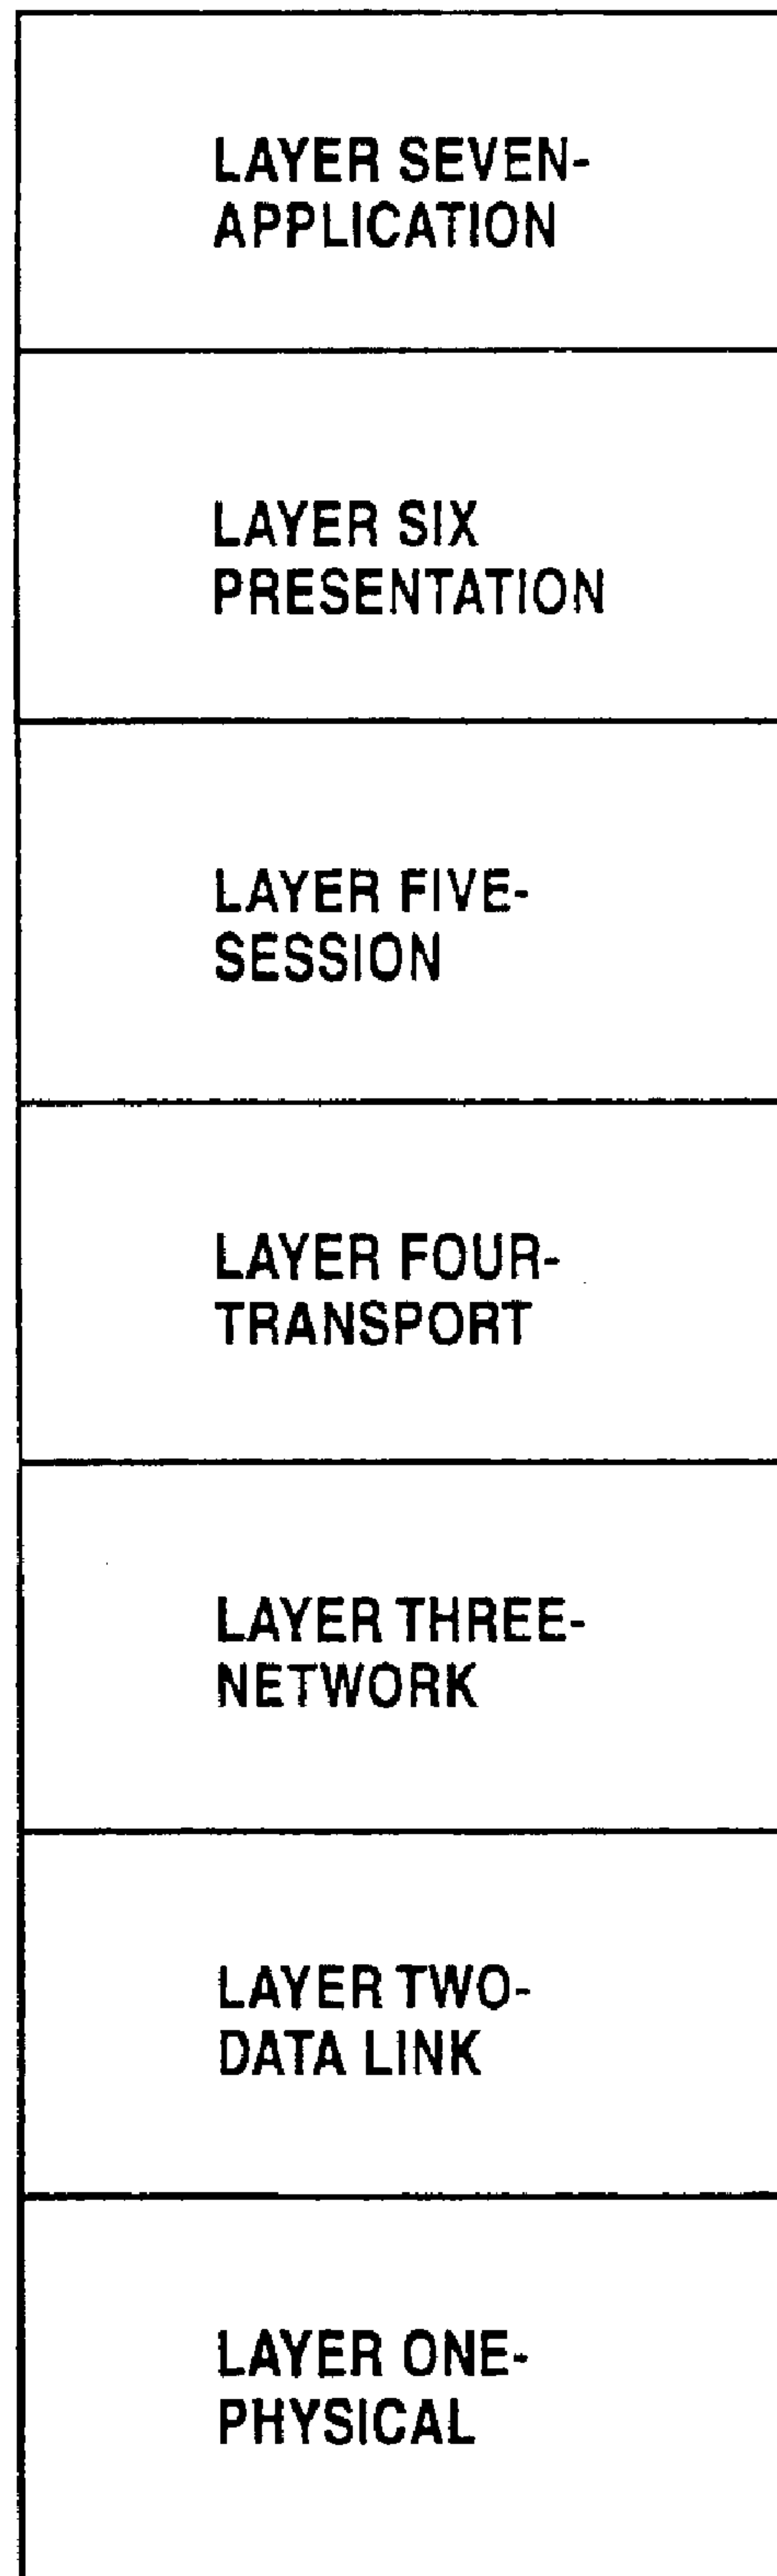 LAYER SEVEN-
APPLICATION
LAYER SIX
PRESENTATION
LAYER FIVE-
SESSION
LAYER FOUR-
TRANSPORT
LAYER THREE-
NETWORK
LAYER TWO-
DATA LINK
LAYER ONE-
PHYSICAL